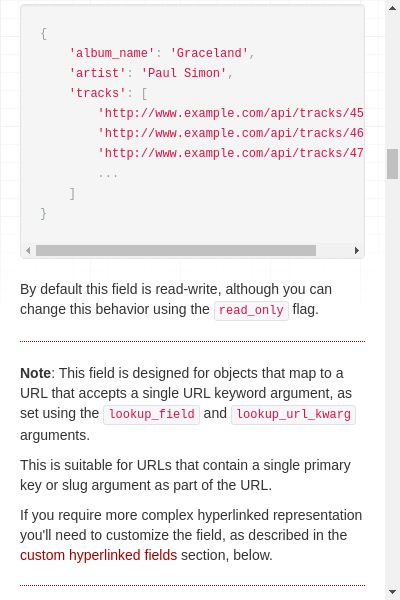 {
'album_name': 'Graceland',
'artist': 'Paul Simon',
'tracks': [
'http://www.example.com/api/tracks/45
'http://www.example.com/api/tracks/46
'http://www.example.com/api/tracks/47
...
]
}
By default this field is read-write, although you can
change this behavior using the read_only flag.
Note: This field is designed for objects that map to a
URL that accepts a single URL keyword argument, as
set using the lookup_field and lookup_url_kwarg
arguments.
This is suitable for URLs that contain a single primary
key or slug argument as part of the URL.
If you require more complex hyperlinked representation
you'll need to customize the field, as described in the
custom hyperlinked fields section, below.